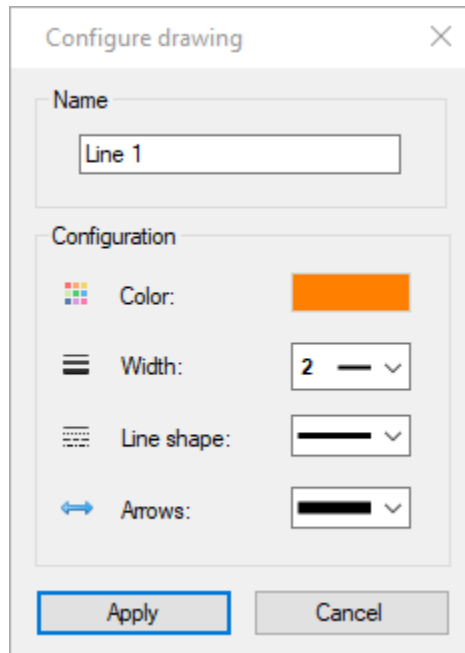 Configure drawing
Name
Line 1
Configuration
Color:
Width:
2
Line shape:
Arrows:
Apply
Cancel